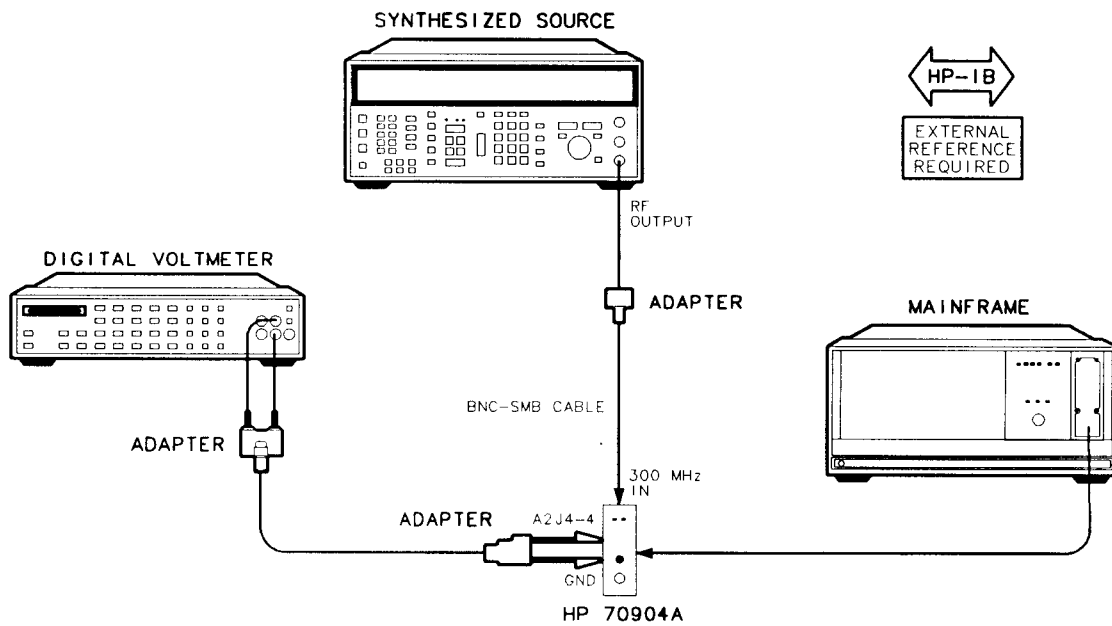 SYNTHESIZED SOURCE
HP-IB
EXTERNAL
REFERENCE
REQUIRED
RF
OUTPUT
DIGITAL VOLTMETER
ADAPTER
MAINFRAME
BNC-SMB CABLE
ADAPTER
300 MHz
IN
ADAPTER
A2J4-4
GND
HP 70904A